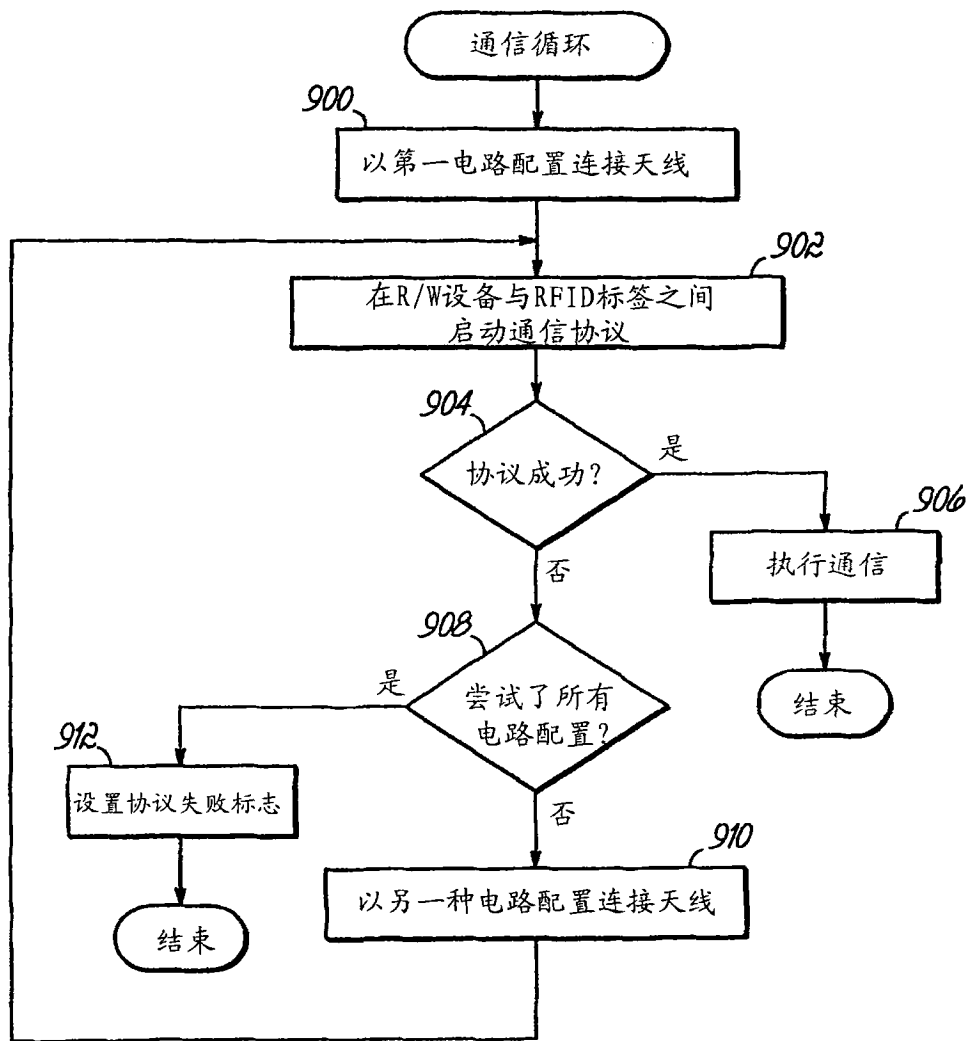 通信循环
900
以第一电路配置连接天线
902
在R/W设备与RFID标签之间
启动通信协议
904
协议成功?
是
906
执行通信
否
结束
908
尝试了所有
电路配置?
是
912
设置协议失败标志
结束
否
910
以另一种电路配置连接天线